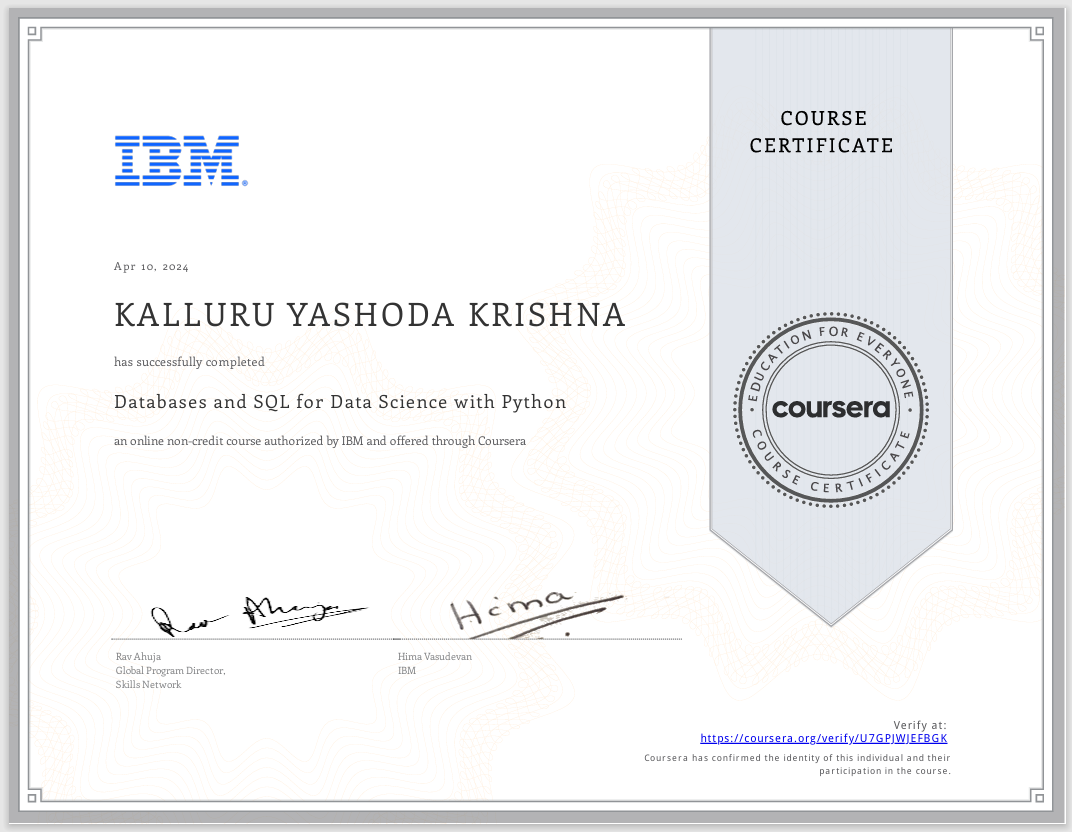 COURSE
CERTIFICATE
IBM®
Apr 10, 2024
KALLURU YASHODA KRISHNA
has successfully completed
Databases and SQL for Data Science with Python
an online non-credit course authorized by IBM and offered through Coursera
EDUCATION FOR EVERYONE
coursera
COURSE CERTIFICATE
Rav Ahuja
Hima
Rav Ahuja
Global Program Director,
Skills Network
Hima Vasudevan
IBM
Verify at:
https://coursera.org/verify/U7GPJWJEFBGK
Coursera has confirmed the identity of this individual and their
participation in the course.